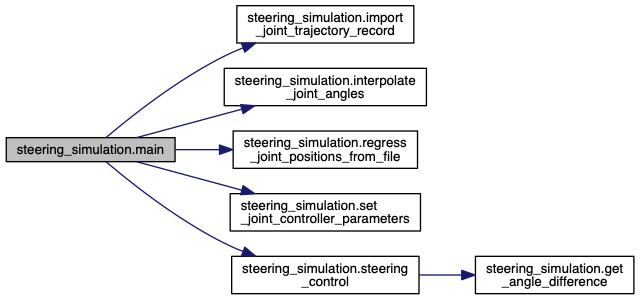 steering_simulation.import
_joint_trajectory_record
steering_simulation.interpolate
_joint_angles
steering_simulation.main
steering_simulation.regress
_joint_positions_from_file
steering_simulation.set
_joint_controller_parameters
steering_simulation.steering
_control
steering_simulation.get
_angle_difference